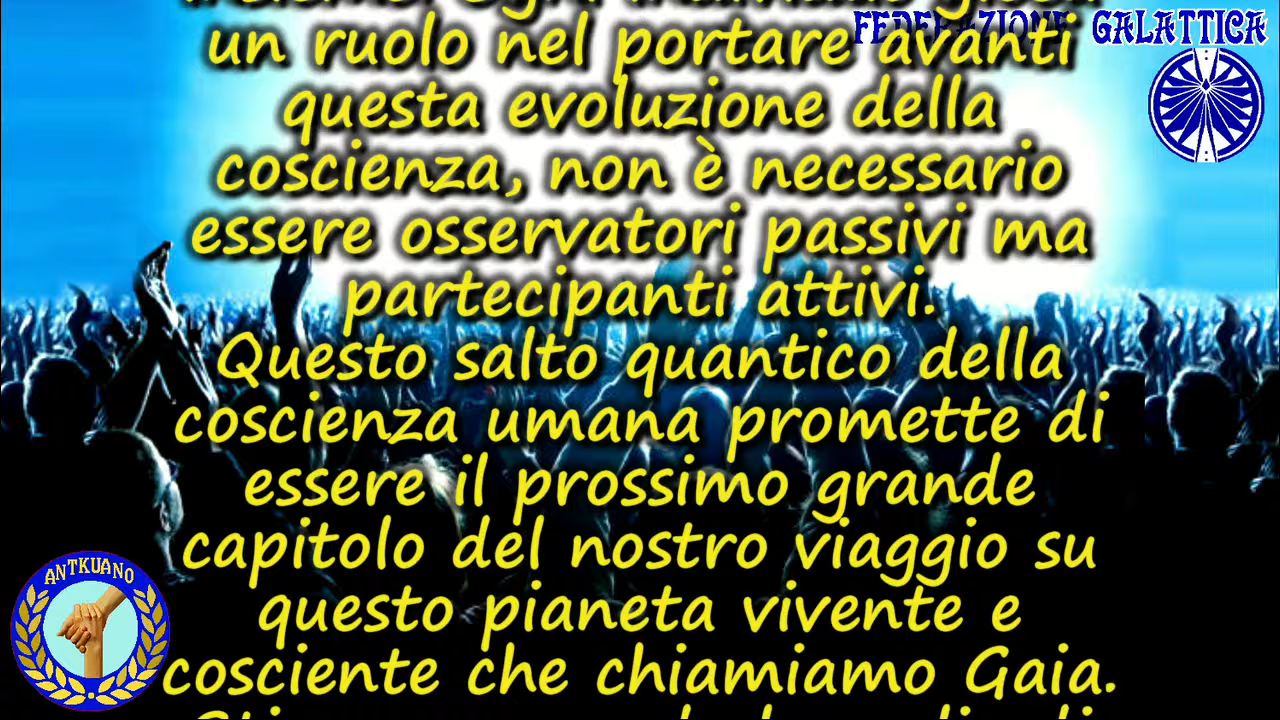 FEDERAZIONE GALATTICA
un ruolo nel portare avanti
questa evoluzione della
coscienza, non è necessario
essere osservatori passivi ma
partecipanti attivi.
Questo salto quantico della
coscienza umana promette di
essere il prossimo grande
capitolo del nostro viaggio su
questo pianeta vivente e
cosciente che chiamiamo Gaia.
ANTKUANO